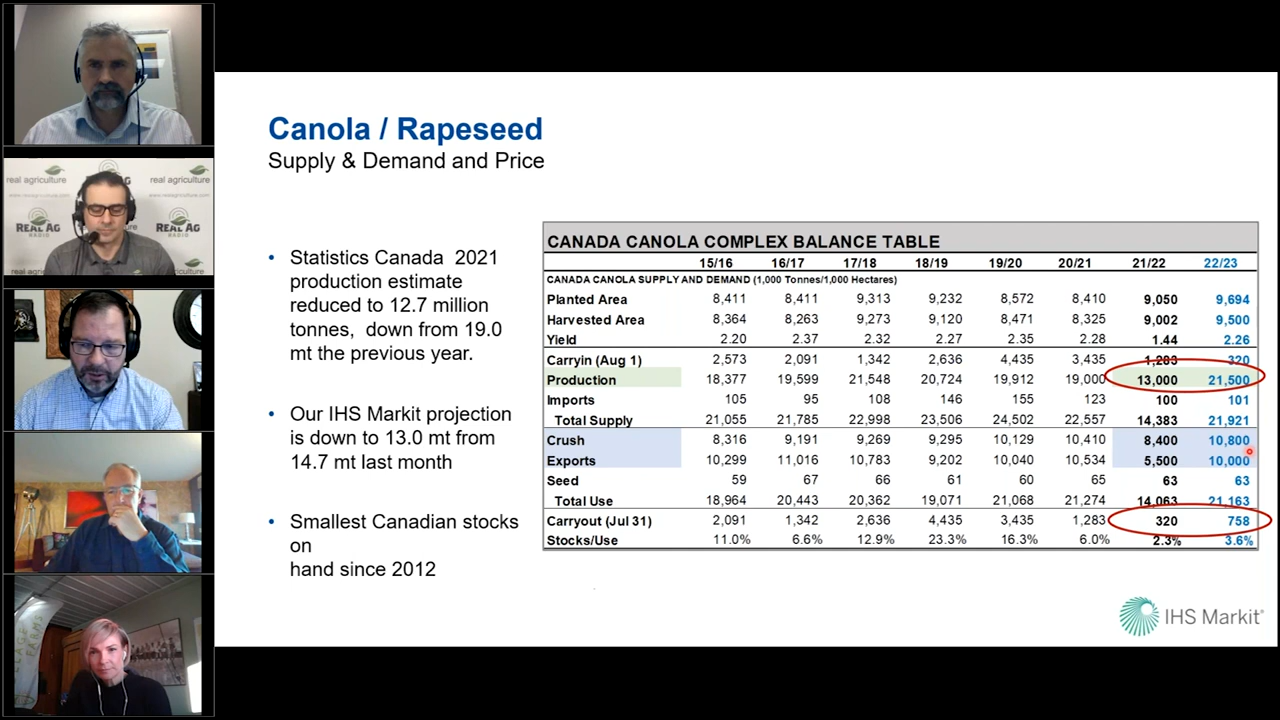 real agriculture
real agriculture
REAL AG
RADIO
REAL AG
RADIO
Canola / Rapeseed
Supply & Demand and Price
• Statistics Canada 2021
production estimate
reduced to 12.7 million
tonnes, down from 19.0
mt the previous year.
• Our IHS Markit projection
is down to 13.0 mt from
14.7 mt last month
• Smallest Canadian stocks
on
hand since 2012
CANADA CANOLA COMPLEX BALANCE TABLE
15/16 16/17 17/18 18/19 19/20 20/21 21/22 22/23
CANADA CANOLA SUPPLY AND DEMAND (1,000 Tonnes/1,000 Hectares)
Planted Area 8,411 8,411 9,313 9,232 8,572 8,410 9,050 9,694
Harvested Area 8,364 8,263 9,273 9,120 8,471 8,325 9,002 9,500
Yield 2.20 2.37 2.32 2.27 2.35 2.28 1.44 2.26
Carryin (Aug 1) 2,573 2,091 1,342 2,636 4,435 3,435 1,283 320
Production 18,377 19,599 21,548 20,724 19,912 19,000 13,000 21,500
Imports 105 95 108 146 155 123 100 101
Total Supply 21,055 21,785 22,998 23,506 24,502 22,557 14,383 21,921
Crush 8,316 9,191 9,269 9,295 10,129 10,410 8,400 10,800
Exports 10,299 11,016 10,783 9,202 10,040 10,534 5,500 10,000
Seed 59 67 66 61 60 65 63 63
Total Use 18,964 20,443 20,362 19,071 21,068 21,274 14,063 21,163
Carryout (Jul 31) 2,091 1,342 2,636 4,435 3,435 1,283 320 758
Stocks/Use 11.0% 6.6% 12.9% 23.3% 16.3% 6.0% 2.3% 3.6%
IHS Markit